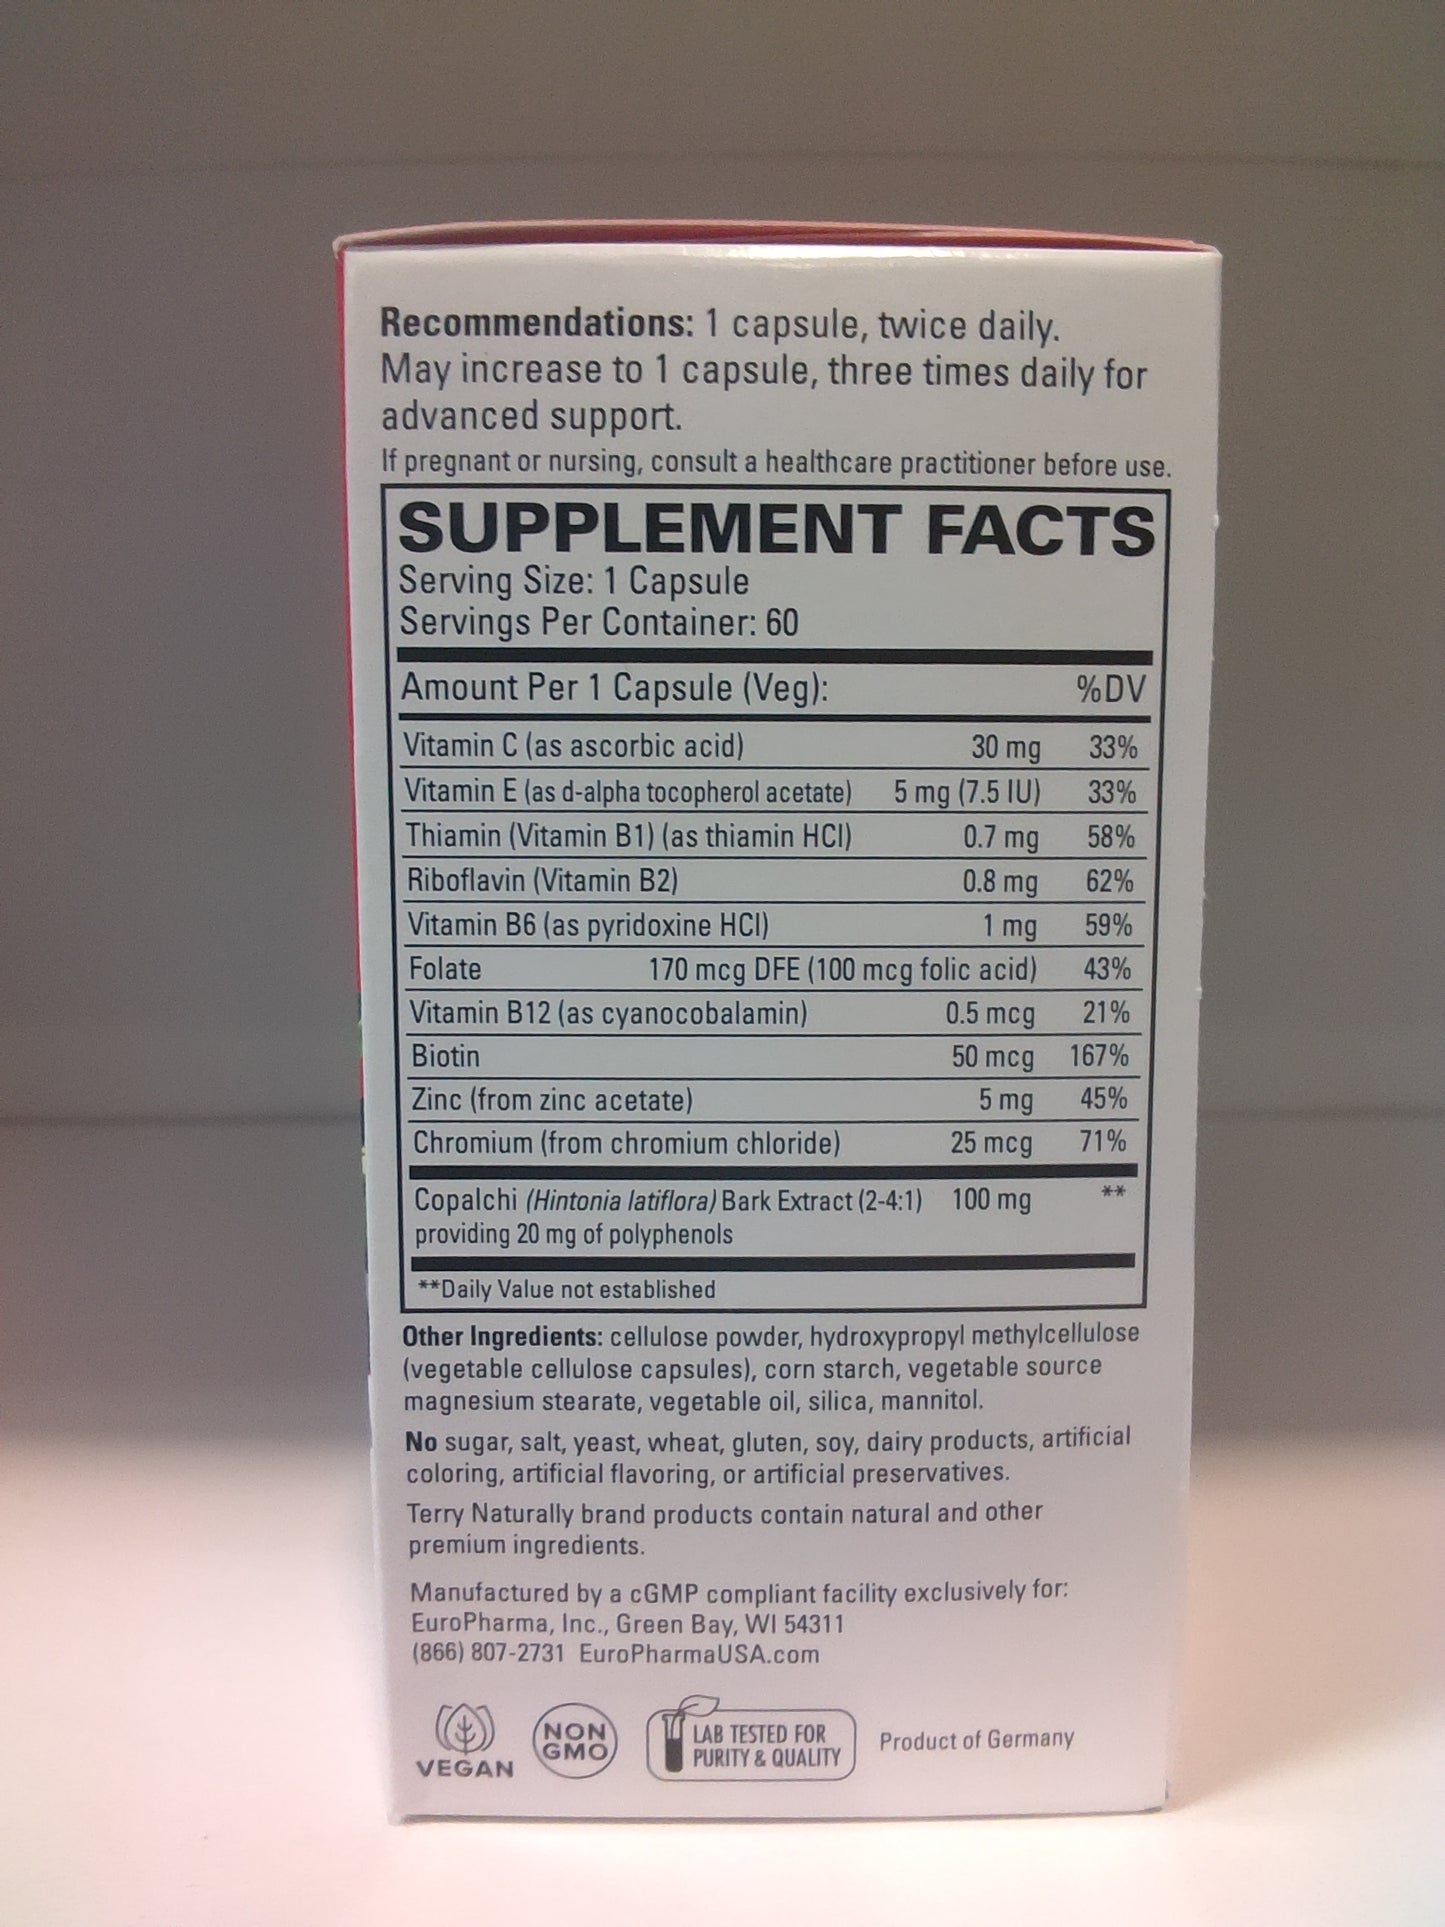 Recommendations: 1 capsule, twice daily.
May increase to 1 capsule, three times daily for
advanced support.
If pregnant or nursing, consult a healthcare practitioner before use.
SUPPLEMENT FACTS
Serving Size: 1 Capsule
Servings Per Container: 60
Amount Per 1 Capsule (Veg): %DV
Vitamin C (as ascorbic acid) 30 mg 33%
Vitamin E (as d-alpha tocopherol acetate) 5 mg (7.5 IU) 33%
Thiamin (Vitamin B1) (as thiamin HCl) 0.7 mg 58%
Riboflavin (Vitamin B2) 0.8 mg 62%
Vitamin B6 (as pyridoxine HCl) 1 mg 59%
Folate 170 mcg DFE (100 mcg folic acid) 43%
Vitamin B12 (as cyanocobalamin) 0.5 mcg 21%
Biotin 50 mcg 167%
Zinc (from zinc acetate) 5 mg 45%
Chromium (from chromium chloride) 25 mcg 71%
Copalchi (Hintonia latiflora) Bark Extract (2-4:1) 100 mg **
providing 20 mg of polyphenols
**Daily Value not established
Other Ingredients: cellulose powder, hydroxypropyl methylcellulose
(vegetable cellulose capsules), corn starch, vegetable source
magnesium stearate, vegetable oil, silica, mannitol.
No sugar, salt, yeast, wheat, gluten, soy, dairy products, artificial
coloring, artificial flavoring, or artificial preservatives.
Terry Naturally brand products contain natural and other
premium ingredients.
Manufactured by a cGMP compliant facility exclusively for:
EuroPharma, Inc., Green Bay, WI 54311
(866) 807-2731 EuroPharmaUSA.com
VEGAN
NON
GMO
LAB TESTED FOR
PURITY & QUALITY
Product of Germany